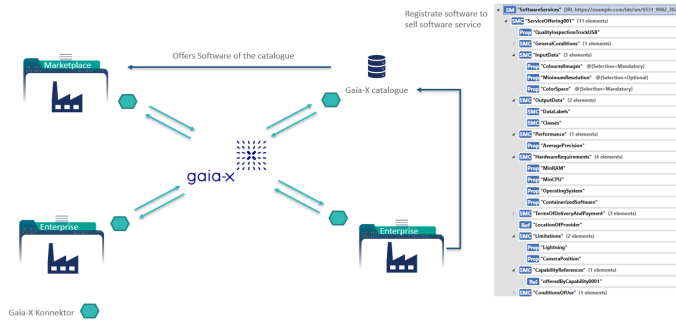 Registrate software to
sell software service
Offers Software of the catalogue
Marketplace
Gaia-X catalogue
gaia-x
Enterprise
Enterprise
Gaia-X Konnektor
SM "SoftwareServices"
SMC "ServiceOffering001" (11 elements)
Prop "QualityInspectionTruckUSB"
SMC "GeneralConditions" (1 elements)
SMC "InputData" (3 elements)
Prop "ColouredImages" @{Selection=Mandatory}
Prop "MinimumResolution" @{Selection=Optional}
Prop "ColorSpace" @{Selection=Mandatory}
SMC "OutputData" (2 elements)
SMC "DataLabels"
SMC "Classes"
SMC "Performance" (1 elements)
Prop "AveragePrecision"
SMC "HardwareRequirements" (4 elements)
Prop "MinRAM"
Prop "MinCPU"
Prop "OperatingSystem"
Prop "ContainerizedSoftware"
SMC "TermsOfDeliveryAndPayment" (3 elements)
Ref "LocationOfProvider"
SMC "Limitations" (2 elements)
Prop "Lightning"
Prop "CameraPosition"
SMC "CapabilityReferences" (1 elements)
Rel "offeredByCapability0001"
SMC "ConditionsOfUse" (1 elements)